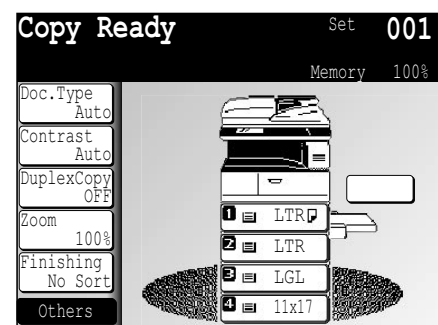 Copy Ready
Set 001
Memory 100%
Doc.Type
Auto
Contrast
Auto
DuplexCopy
OFF
Zoom
100%
Finishing
No Sort
Others
1 LTR
2 LTR
3 LGL
4 11x17